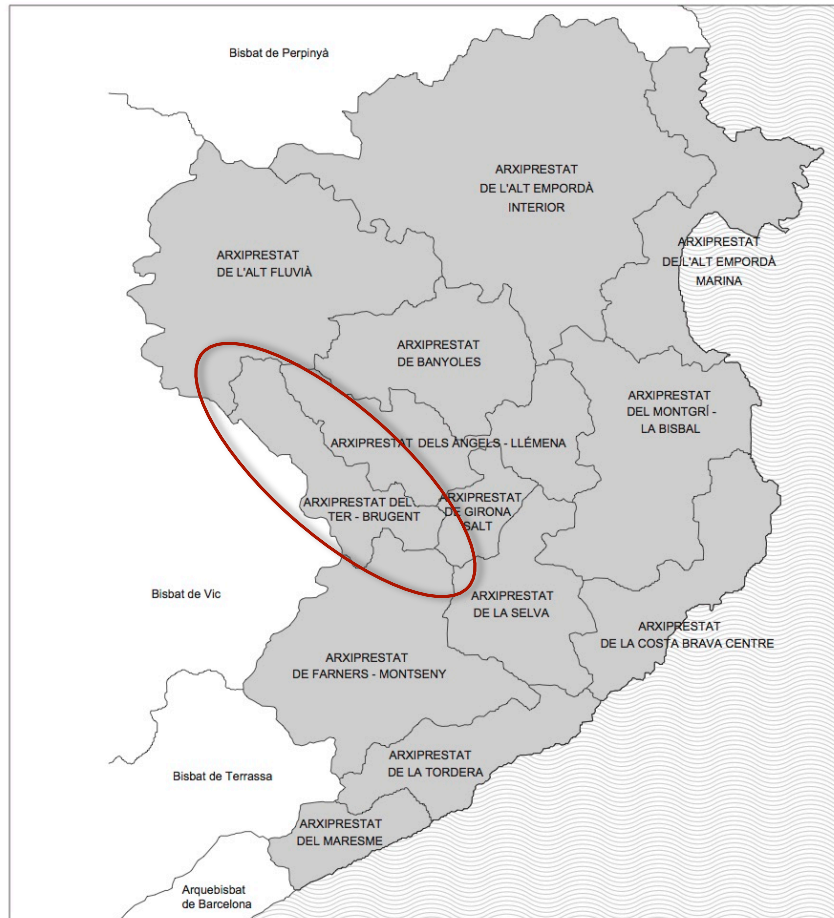 Bisbat de Perpinyà
ARXIPRESTAT
DE L'ALT EMPORDÀ
INTERIOR
ARXIPRESTAT
DE L'ALT FLUVIÀ
ARXIPRESTAT
DE L'ALT EMPORDÀ
MARINA
ARXIPRESTAT
DE BANYOLES
ARXIPRESTAT
DEL MONTGRÍ -
LA BISBAL
ARXIPRESTAT DELS ÀNGELS - LLÉMENA
ARXIPRESTAT DEL
TER - BRUGENT
ARXIPRESTAT
DE GIRONA
SALT
Bisbat de Vic
ARXIPRESTAT
DE LA SELVA
ARXIPRESTAT
DE LA COSTA BRAVA CENTRE
ARXIPRESTAT
DE FARNERS - MONTSENY
ARXIPRESTAT
DE LA TORDERA
Bisbat de Terrassa
ARXIPRESTAT
DEL MARESME
Arquebisbat
de Barcelona